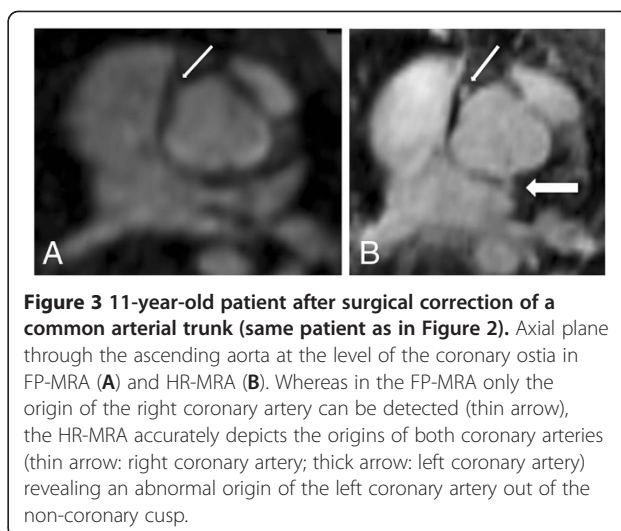 A
B
Figure 3 11-year-old patient after surgical correction of a
common arterial trunk (same patient as in Figure 2). Axial plane
through the ascending aorta at the level of the coronary ostia in
FP-MRA (A) and HR-MRA (B). Whereas in the FP-MRA only the
origin of the right coronary artery can be detected (thin arrow),
the HR-MRA accurately depicts the origins of both coronary arteries
(thin arrow: right coronary artery; thick arrow: left coronary artery)
revealing an abnormal origin of the left coronary artery out of the
non-coronary cusp.